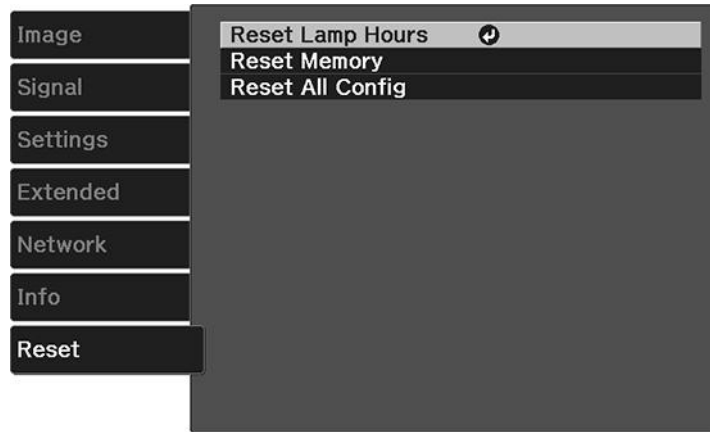 Image
Signal
Settings
Extended
Network
Info
Reset
Reset Lamp Hours
Reset Memory
Reset All Config